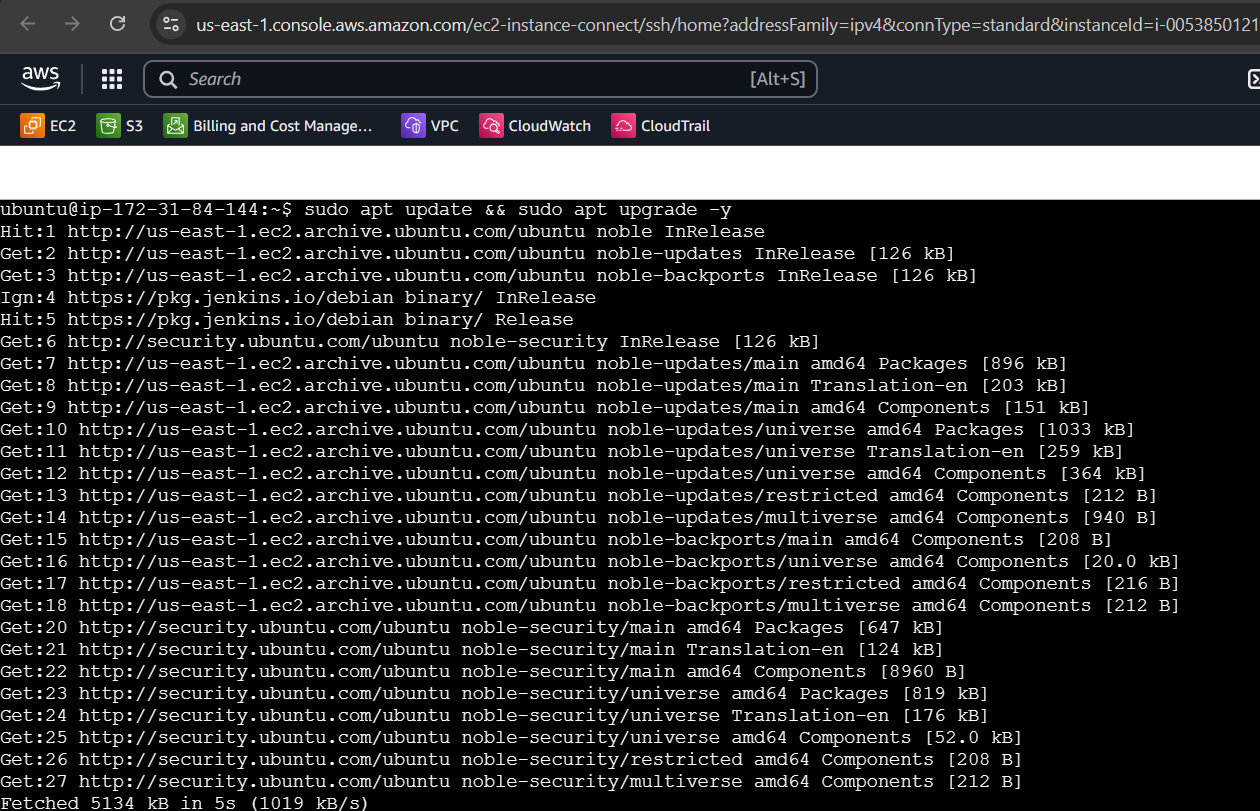 us-east-1.console.aws.amazon.com/ec2-instance-connect/ssh/home?addressFamily=ipv4&connType=standard&instanceId=i-0053850121
aws
Search [Alt+S]
EC2 S3 Billing and Cost Manage... VPC CloudWatch CloudTrail
ubuntu@ip-172-31-84-144:~$ sudo apt update && sudo apt upgrade -y
Hit:1 http://us-east-1.ec2.archive.ubuntu.com/ubuntu noble InRelease
Get:2 http://us-east-1.ec2.archive.ubuntu.com/ubuntu noble-updates InRelease [126 kB]
Get:3 http://us-east-1.ec2.archive.ubuntu.com/ubuntu noble-backports InRelease [126 kB]
Ign:4 https://pkg.jenkins.io/debian binary/ InRelease
Hit:5 https://pkg.jenkins.io/debian binary/ Release
Get:6 http://security.ubuntu.com/ubuntu noble-security InRelease [126 kB]
Get:7 http://us-east-1.ec2.archive.ubuntu.com/ubuntu noble-updates/main amd64 Packages [896 kB]
Get:8 http://us-east-1.ec2.archive.ubuntu.com/ubuntu noble-updates/main Translation-en [203 kB]
Get:9 http://us-east-1.ec2.archive.ubuntu.com/ubuntu noble-updates/main amd64 Components [151 kB]
Get:10 http://us-east-1.ec2.archive.ubuntu.com/ubuntu noble-updates/universe amd64 Packages [1033 kB]
Get:11 http://us-east-1.ec2.archive.ubuntu.com/ubuntu noble-updates/universe Translation-en [259 kB]
Get:12 http://us-east-1.ec2.archive.ubuntu.com/ubuntu noble-updates/universe amd64 Components [364 kB]
Get:13 http://us-east-1.ec2.archive.ubuntu.com/ubuntu noble-updates/restricted amd64 Components [212 B]
Get:14 http://us-east-1.ec2.archive.ubuntu.com/ubuntu noble-updates/multiverse amd64 Components [940 B]
Get:15 http://us-east-1.ec2.archive.ubuntu.com/ubuntu noble-backports/main amd64 Components [208 B]
Get:16 http://us-east-1.ec2.archive.ubuntu.com/ubuntu noble-backports/universe amd64 Components [20.0 kB]
Get:17 http://us-east-1.ec2.archive.ubuntu.com/ubuntu noble-backports/restricted amd64 Components [216 B]
Get:18 http://us-east-1.ec2.archive.ubuntu.com/ubuntu noble-backports/multiverse amd64 Components [212 B]
Get:20 http://security.ubuntu.com/ubuntu noble-security/main amd64 Packages [647 kB]
Get:21 http://security.ubuntu.com/ubuntu noble-security/main Translation-en [124 kB]
Get:22 http://security.ubuntu.com/ubuntu noble-security/main amd64 Components [8960 B]
Get:23 http://security.ubuntu.com/ubuntu noble-security/universe amd64 Packages [819 kB]
Get:24 http://security.ubuntu.com/ubuntu noble-security/universe Translation-en [176 kB]
Get:25 http://security.ubuntu.com/ubuntu noble-security/universe amd64 Components [52.0 kB]
Get:26 http://security.ubuntu.com/ubuntu noble-security/restricted amd64 Components [208 B]
Get:27 http://security.ubuntu.com/ubuntu noble-security/multiverse amd64 Components [212 B]
Fetched 5134 kB in 5s (1019 kB/s)